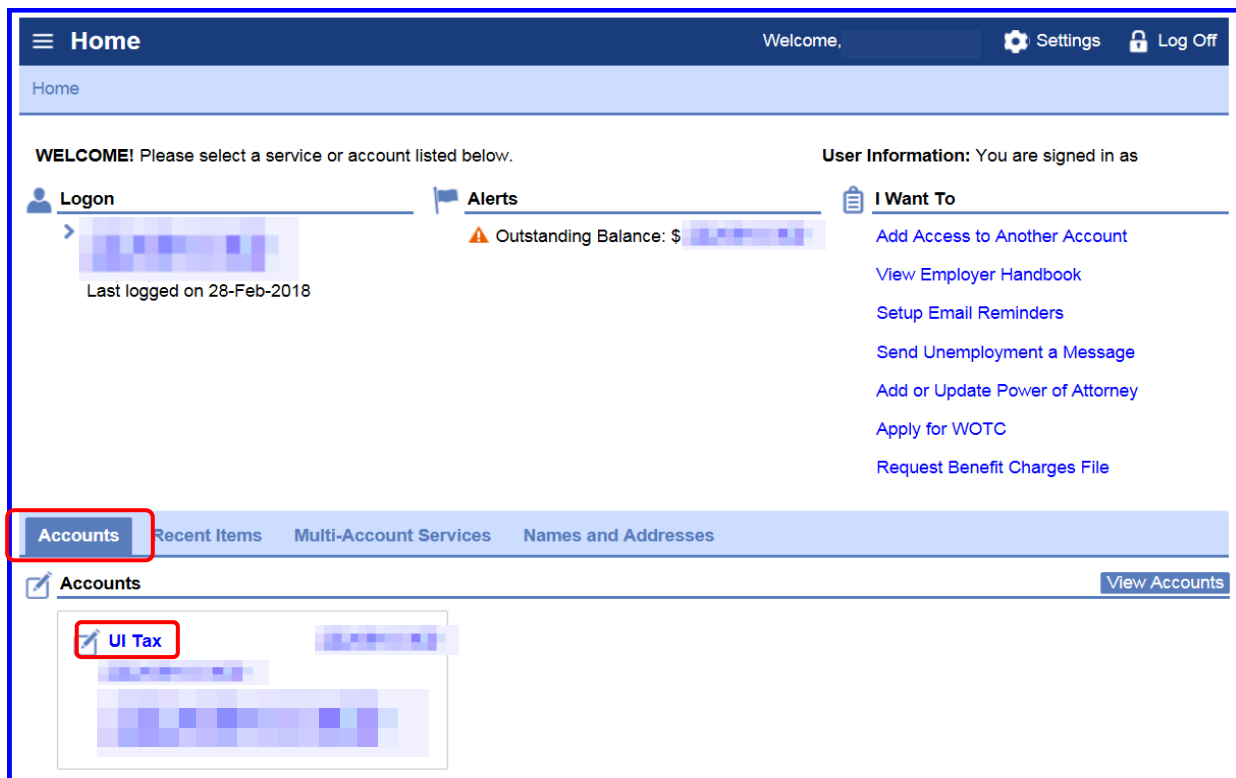 Home
Welcome,
Settings
Log Off
Home
WELCOME! Please select a service or account listed below.
User Information: You are signed in as
Logon
Last logged on 28-Feb-2018
Alerts
Outstanding Balance: $
I Want To
Add Access to Another Account
View Employer Handbook
Setup Email Reminders
Send Unemployment a Message
Add or Update Power of Attorney
Apply for WOTC
Request Benefit Charges File
Accounts
Recent Items
Multi-Account Services
Names and Addresses
Accounts
View Accounts
UI Tax